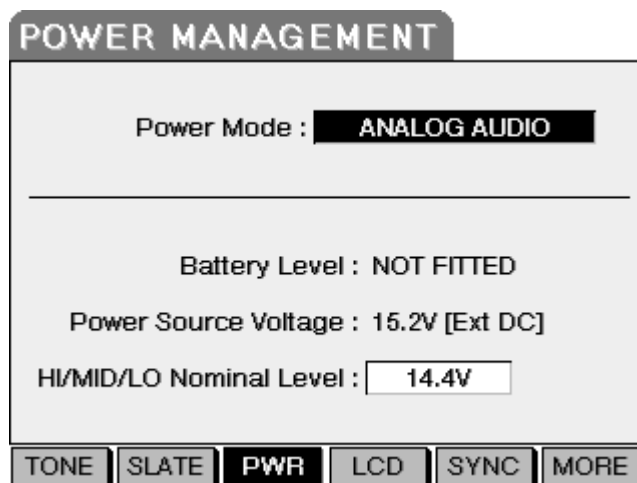 POWER MANAGEMENT
Power Mode : ANALOG AUDIO
Battery Level : NOT FITTED
Power Source Voltage : 15.2V [Ext DC]
HI/MID/LO Nominal Level : 14.4V
TONE SLATE PWR LCD SYNC MORE